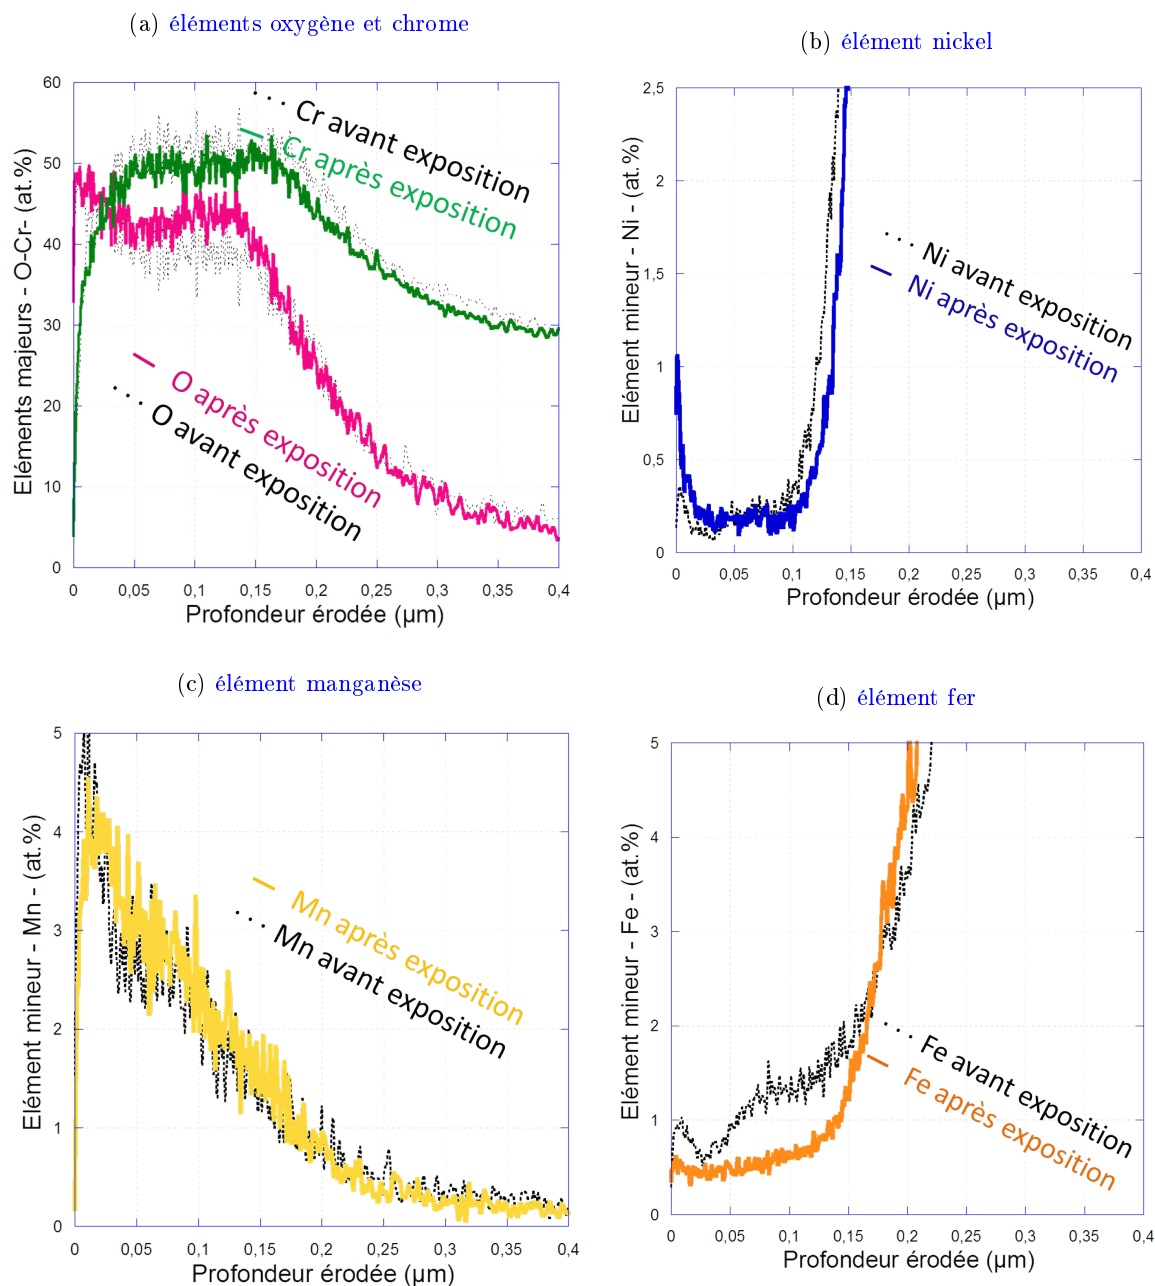 (a) éléments oxygène et chrome
60
50
40
30
20
10
0
Eléments majeurs - O-Cr- (at.%)
Cr avant exposition
Cr après exposition
O après exposition
O avant exposition
0 0,05 0,1 0,15 0,2 0,25 0,3 0,35 0,4
Profondeur érodée (µm)
(b) élément nickel
2,5
2
1,5
1
0,5
0
Elément mineur - Ni - (at.%)
Ni avant exposition
Ni après exposition
0 0,05 0,1 0,15 0,2 0,25 0,3 0,35 0,4
Profondeur érodée (µm)
(c) élément manganèse
5
4
3
2
1
0
Elément mineur - Mn - (at.%)
Mn après exposition
Mn avant exposition
0 0,05 0,1 0,15 0,2 0,25 0,3 0,35 0,4
Profondeur érodée (µm)
(d) élément fer
5
4
3
2
1
0
Elément mineur - Fe - (at.%)
Fe avant exposition
Fe après exposition
0 0,05 0,1 0,15 0,2 0,25 0,3 0,35 0,4
Profondeur érodée (µm)